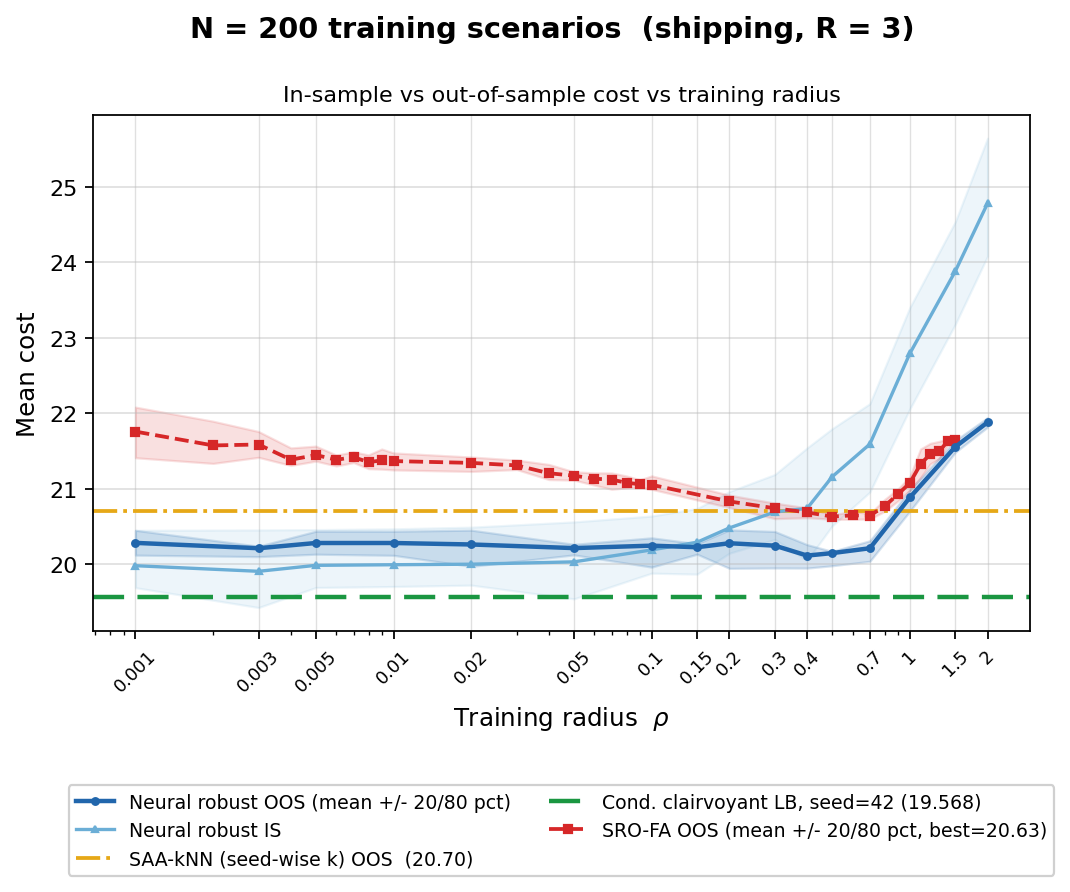 N = 200 training scenarios (shipping, R = 3)
In-sample vs out-of-sample cost vs training radius
Mean cost
25
24
23
22
21
20
0.001
0.003
0.005
0.01
0.02
0.05
0.1
0.15
0.2
0.3
0.4
0.7
1
1.5
2
Training radius ρ
Neural robust OOS (mean +/- 20/80 pct)
Neural robust IS
SAA-kNN (seed-wise k) OOS (20.70)
Cond. clairvoyant LB, seed=42 (19.568)
SRO-FA OOS (mean +/- 20/80 pct, best=20.63)